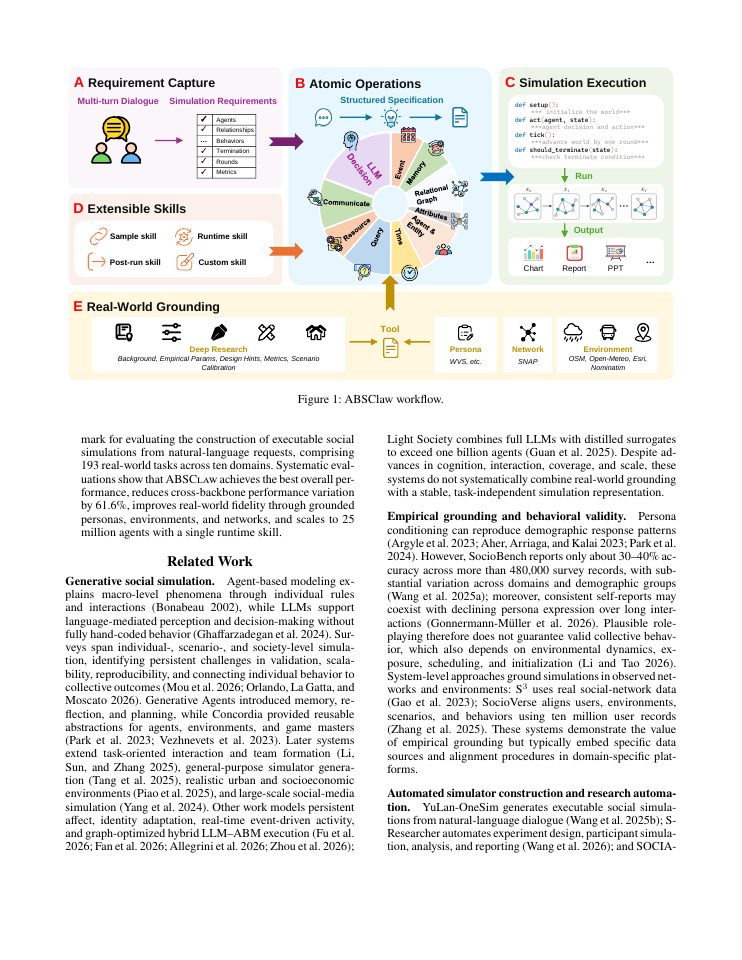 A Requirement Capture
Multi-turn Dialogue
Simulation Requirements
✓ Agents
✓ Relationships
... Behaviors
✓ Termination
✓ Rounds
✓ Metrics
D Extensible Skills
Sample skill
Runtime skill
Post-run skill
Custom skill
B Atomic Operations
Structured Specification
LLM
Decision
Event
Memory
Relational
Graph
Attributes
Agent &
Entity
Time
Query
Resource
Communicate
C Simulation Execution
def setup():
*** initialize the world***
def act(agent, state):
***agent decision and action***
def tick():
***advance world by one round***
def should_terminate(state):
***check terminate condition***
Run
Output
Chart
Report
PPT
...
E Real-World Grounding
Deep Research
Background, Empirical Params, Design Hints, Metrics, Scenario
Calibration
Tool
Persona
WVS, etc.
Network
SNAP
Environment
OSM, Open-Meteo, Esri,
Nominatim
Figure 1: ABSClaw workflow.
mark for evaluating the construction of executable social
simulations from natural-language requests, comprising
193 real-world tasks across ten domains. Systematic eval-
uations show that ABSCLAW achieves the best overall per-
formance, reduces cross-backbone performance variation
by 61.6%, improves real-world fidelity through grounded
personas, environments, and networks, and scales to 25
million agents with a single runtime skill.
Related Work
Generative social simulation. Agent-based modeling ex-
plains macro-level phenomena through individual rules
and interactions (Bonabeau 2002), while LLMs support
language-mediated perception and decision-making without
fully hand-coded behavior (Ghaffarzadegan et al. 2024). Sur-
veys span individual-, scenario-, and society-level simula-
tion, identifying persistent challenges in validation, scala-
bility, reproducibility, and connecting individual behavior to
collective outcomes (Mou et al. 2026; Orlando, La Gatta, and
Moscato 2026). Generative Agents introduced memory, re-
flection, and planning, while Concordia provided reusable
abstractions for agents, environments, and game masters
(Park et al. 2023; Vezhnevets et al. 2023). Later systems
extend task-oriented interaction and team formation (Li,
Sun, and Zhang 2025), general-purpose simulator genera-
tion (Tang et al. 2025), realistic urban and socioeconomic
environments (Piao et al. 2025), and large-scale social-media
simulation (Yang et al. 2024). Other work models persistent
affect, identity adaptation, real-time event-driven activity,
and graph-optimized hybrid LLM–ABM execution (Fu et al.
2026; Fan et al. 2026; Allegrini et al. 2026; Zhou et al. 2026);
Light Society combines full LLMs with distilled surrogates
to exceed one billion agents (Guan et al. 2025). Despite ad-
vances in cognition, interaction, coverage, and scale, these
systems do not systematically combine real-world grounding
with a stable, task-independent simulation representation.
Empirical grounding and behavioral validity. Persona
conditioning can reproduce demographic response patterns
(Argyle et al. 2023; Aher, Arriaga, and Kalai 2023; Park et al.
2024). However, SocioBench reports only about 30–40% ac-
curacy across more than 480,000 survey records, with sub-
stantial variation across domains and demographic groups
(Wang et al. 2025a); moreover, consistent self-reports may
coexist with declining persona expression over long inter-
actions (Gonnermann-Müller et al. 2026). Plausible role-
playing therefore does not guarantee valid collective behav-
ior, which also depends on environmental dynamics, ex-
posure, scheduling, and initialization (Li and Tao 2026).
System-level approaches ground simulations in observed net-
works and environments: S3 uses real social-network data
(Gao et al. 2023); SocioVerse aligns users, environments,
scenarios, and behaviors using ten million user records
(Zhang et al. 2025). These systems demonstrate the value
of empirical grounding but typically embed specific data
sources and alignment procedures in domain-specific plat-
forms.
Automated simulator construction and research automa-
tion. YuLan-OneSim generates executable social simula-
tions from natural-language dialogue (Wang et al. 2025b); S-
Researcher automates experiment design, participant simula-
tion, analysis, and reporting (Wang et al. 2026); and SOCIA-